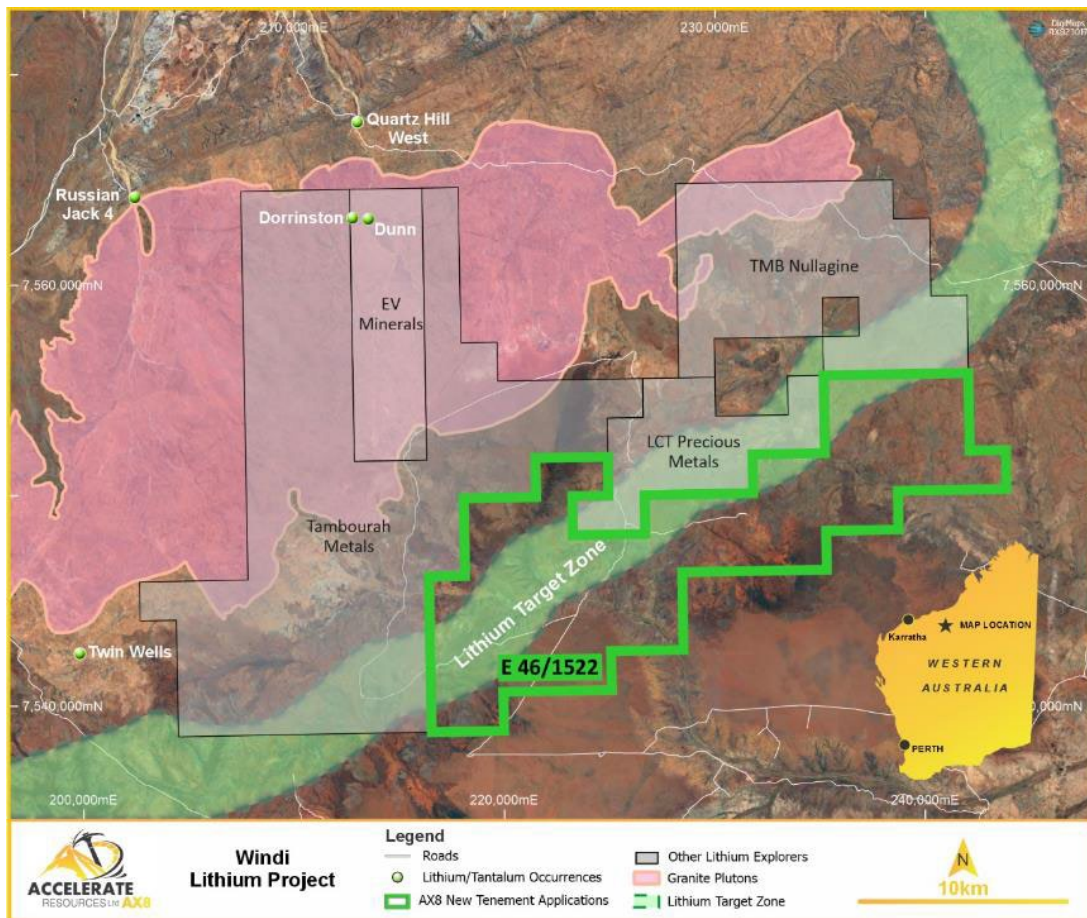 210,000mE
230,000mE
Quartz Hill
West
Russian
Jack 4
Dorrinston
Dunn
TMB Nullagine
7,560,000mN
7,560,000mN
EV
Minerals
LCT Precious
Metals
Tambourah
Metals
Lithium Target Zone
Twin Wells
E 46/1522
Karratha
MAP LOCATION
WESTERN
AUSTRALIA
PERTH
7,540,000mN
0,000mN
200,000mE
220,000mE
240,000mE
ACCELERATE
RESOURCES LTD AX8
Windi
Lithium Project
Legend
Roads
Lithium/Tantalum Occurrences
AX8 New Tenement Applications
Other Lithium Explorers
Granite Plutons
Lithium Target Zone
N
10km